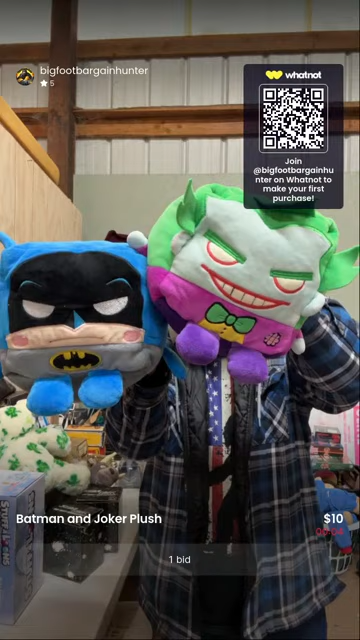 bigfootbargainhunter
★ 5
whatnot
Join
@bigfootbargainhu
nter on Whatnot to
make your first
purchase!
Batman and Joker Plush
$10
1 bid